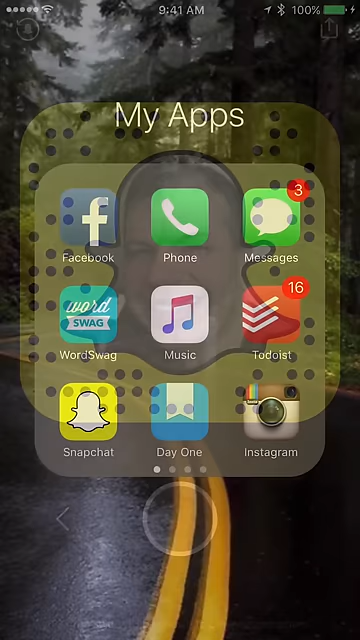 9:41 AM
100%
My Apps
3
Facebook
Phone
Messages
word
SWAG
16
WordSwag
Music
Todoist
Snapchat
Day One
Instagram